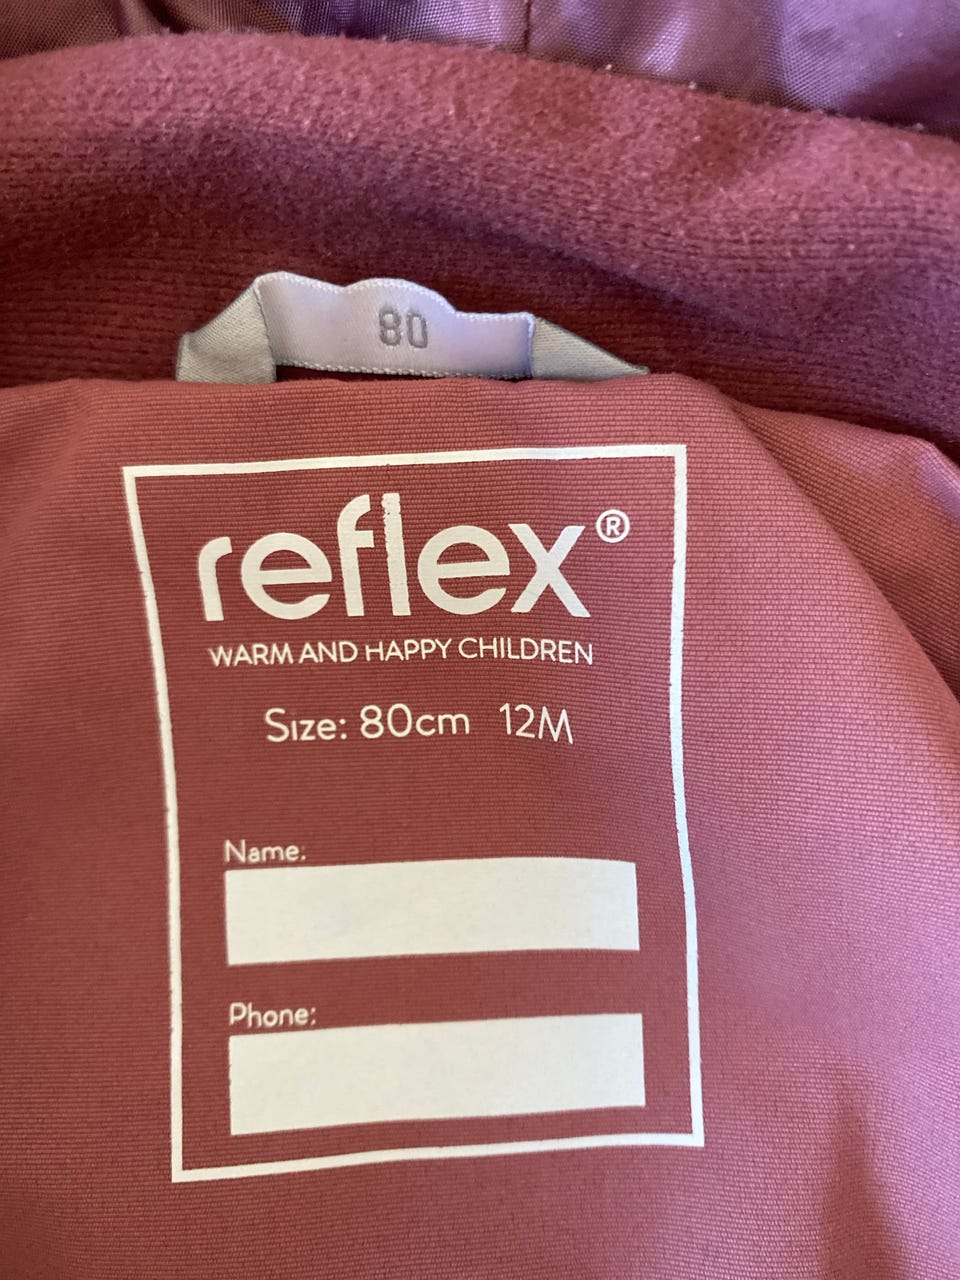 80
reflex®
WARM AND HAPPY CHILDREN
Size: 80cm 12M
Name:
Phone: